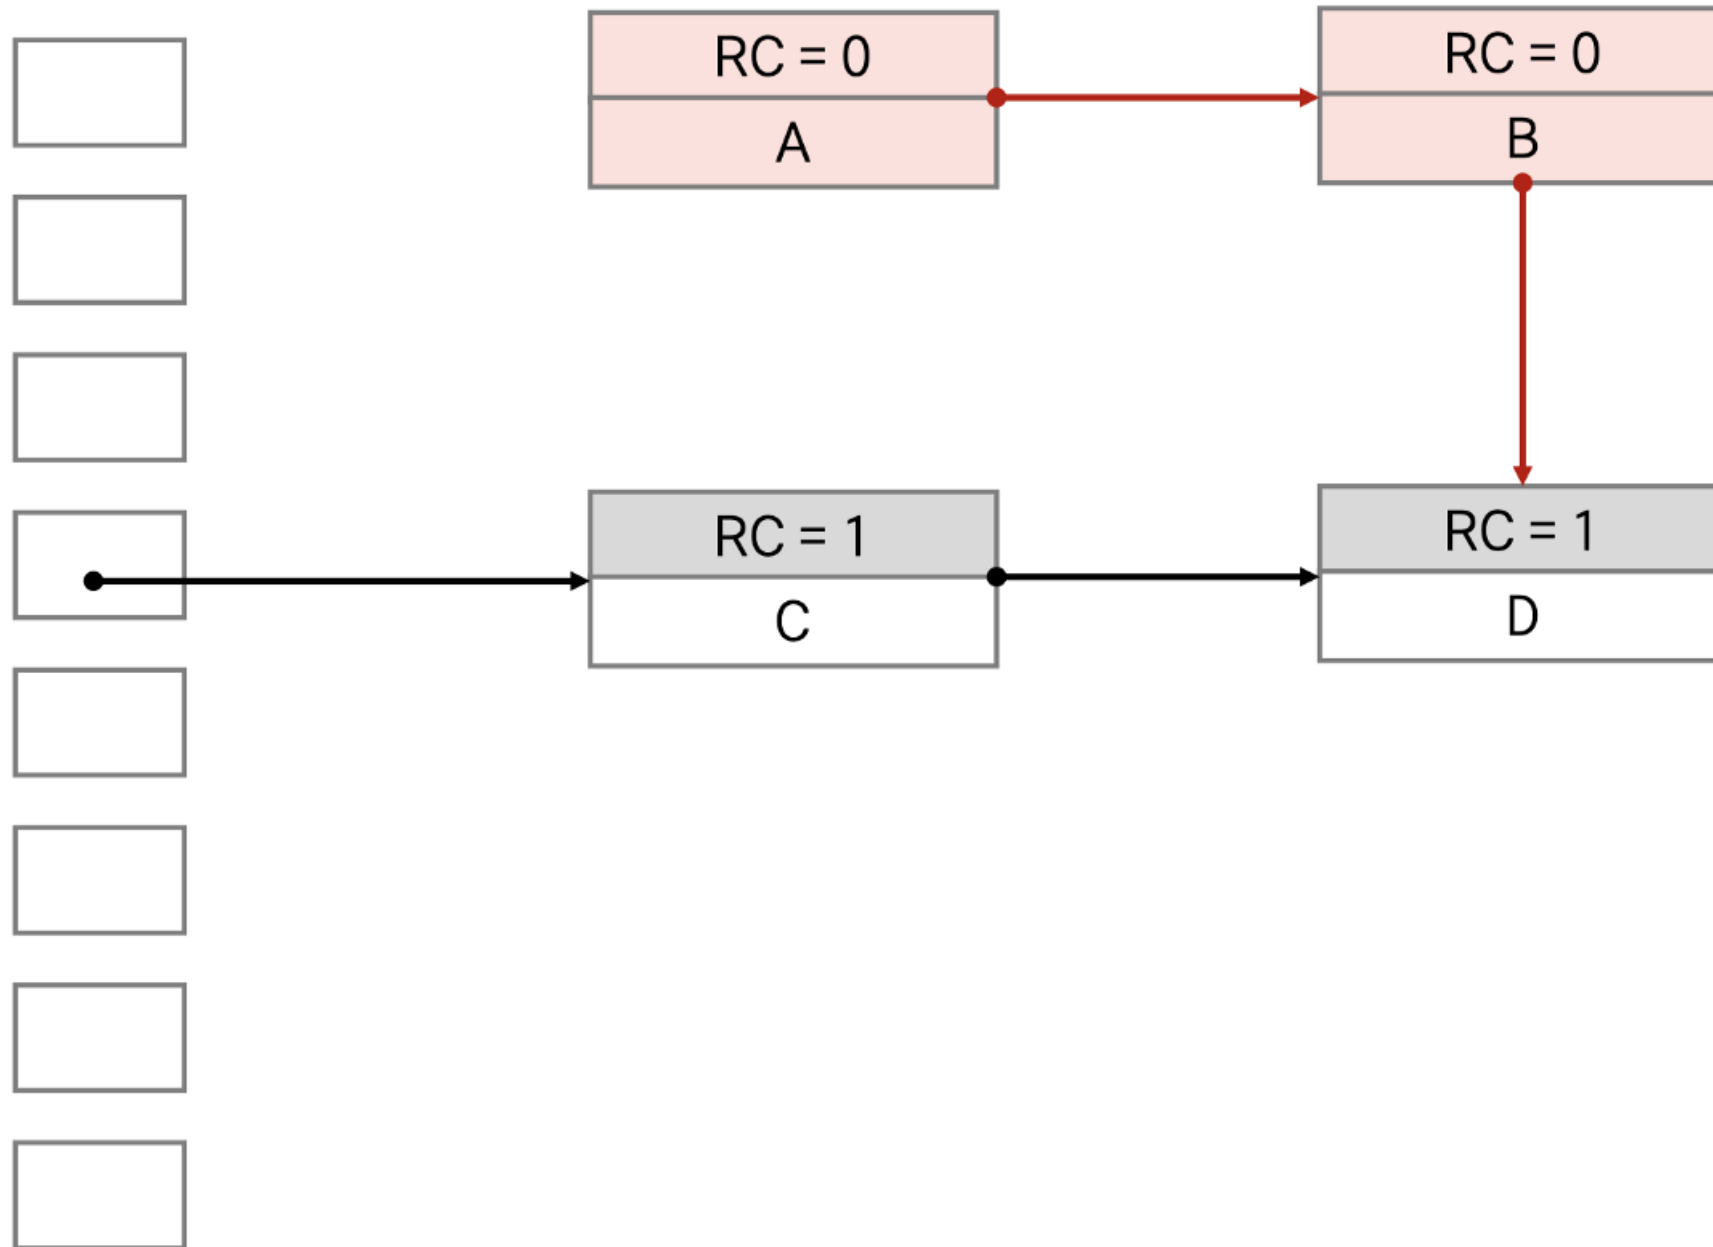 RC = 0
A
RC = 0
B
RC = 1
C
RC = 1
D